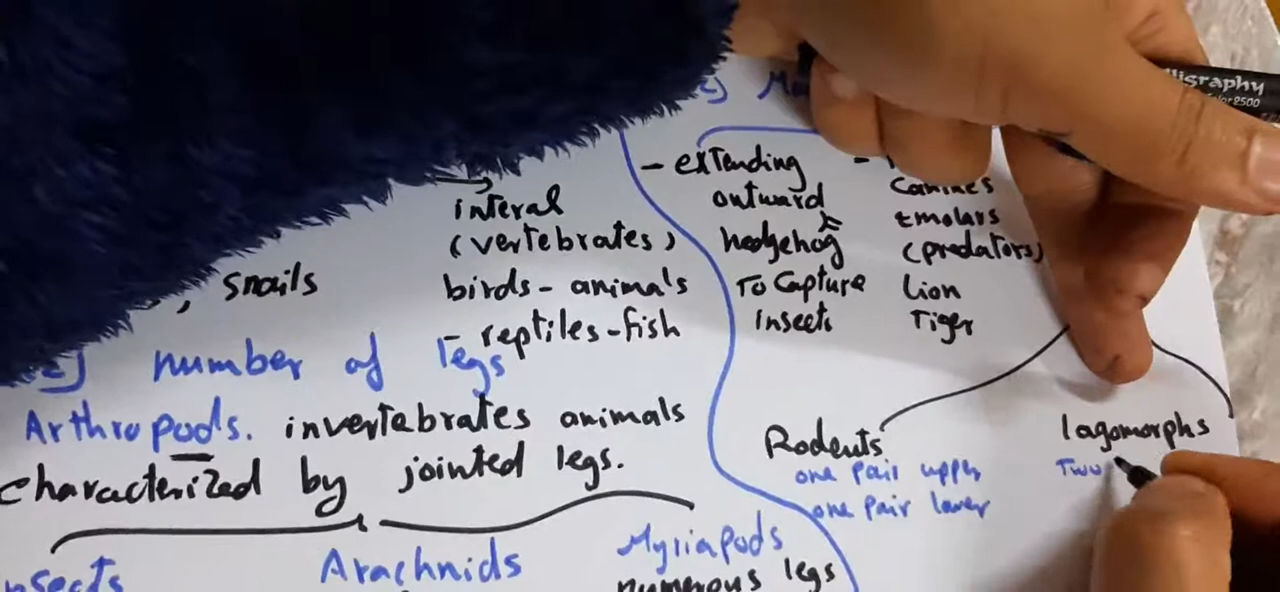 interal
(vertebrates)
, snails
birds - animals
- reptiles - fish
number of legs
Arthropods. invertebrates animals
characterized by jointed legs.
Arachnids
Myriapods
numerous legs
- extending
outward
hedgehog
To Capture
insects
-
Canines
& molars
(predators)
Lion
Tiger
Rodents
one pair upper
one pair lower
lagomorphs
Two